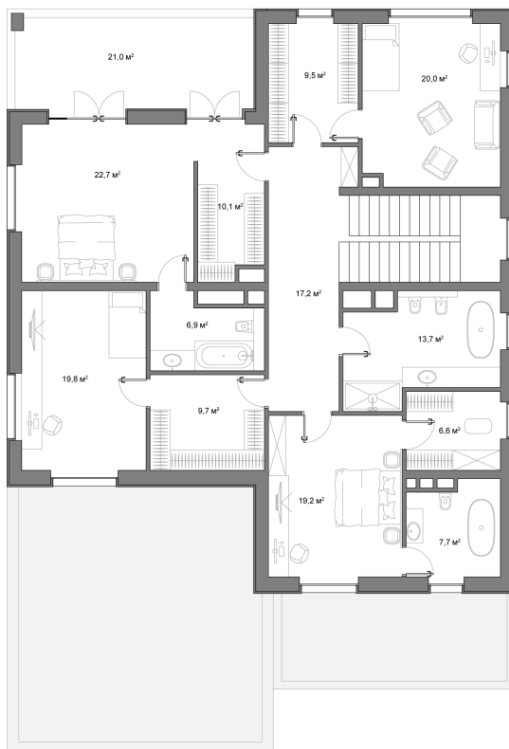 21,0 м²
9,5 м²
20,0 м²
22,7 м²
10,1 м²
17,2 м²
6,9 м²
13,7 м²
19,8 м²
9,7 м²
6,6 м²
19,2 м²
7,7 м²